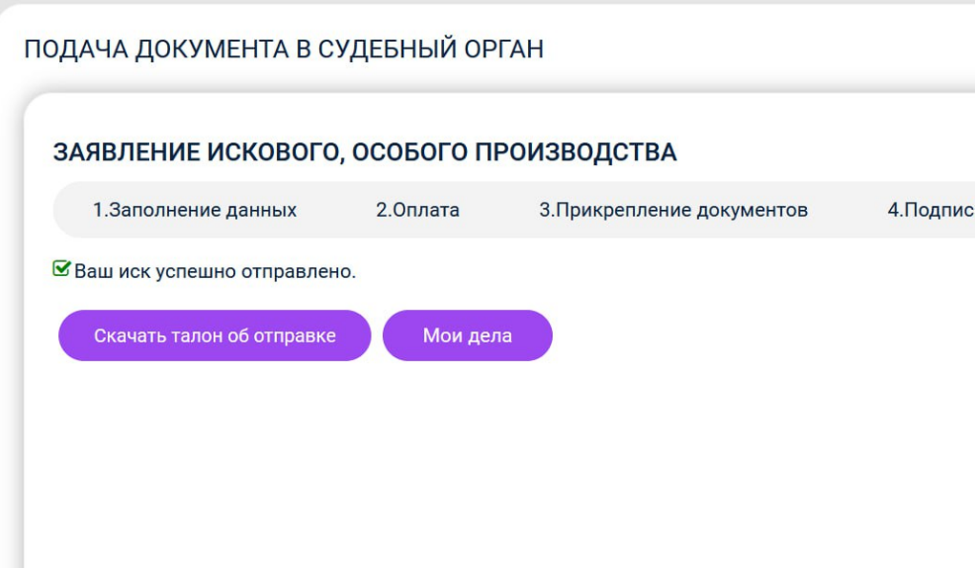 ПОДАЧА ДОКУМЕНТА В СУДЕБНЫЙ ОРГАН
ЗАЯВЛЕНИЕ ИСКОВОГО, ОСОБОГО ПРОИЗВОДСТВА
1.Заполнение данных 2.Оплата 3.Прикрепление документов 4.Подпис
Ваш иск успешно отправлено.
Скачать талон об отправке Мои дела